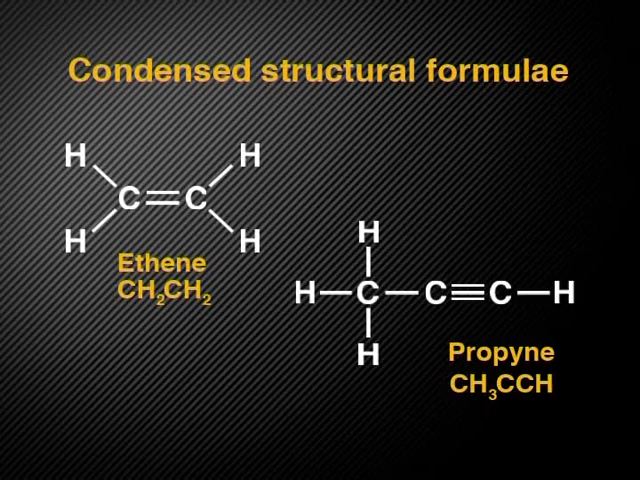 Condensed structural formulae
H H
C=C
H H
Ethene
CH₂CH₂
H
H—C—C≡C—H
H
Propyne
CH₃CCH